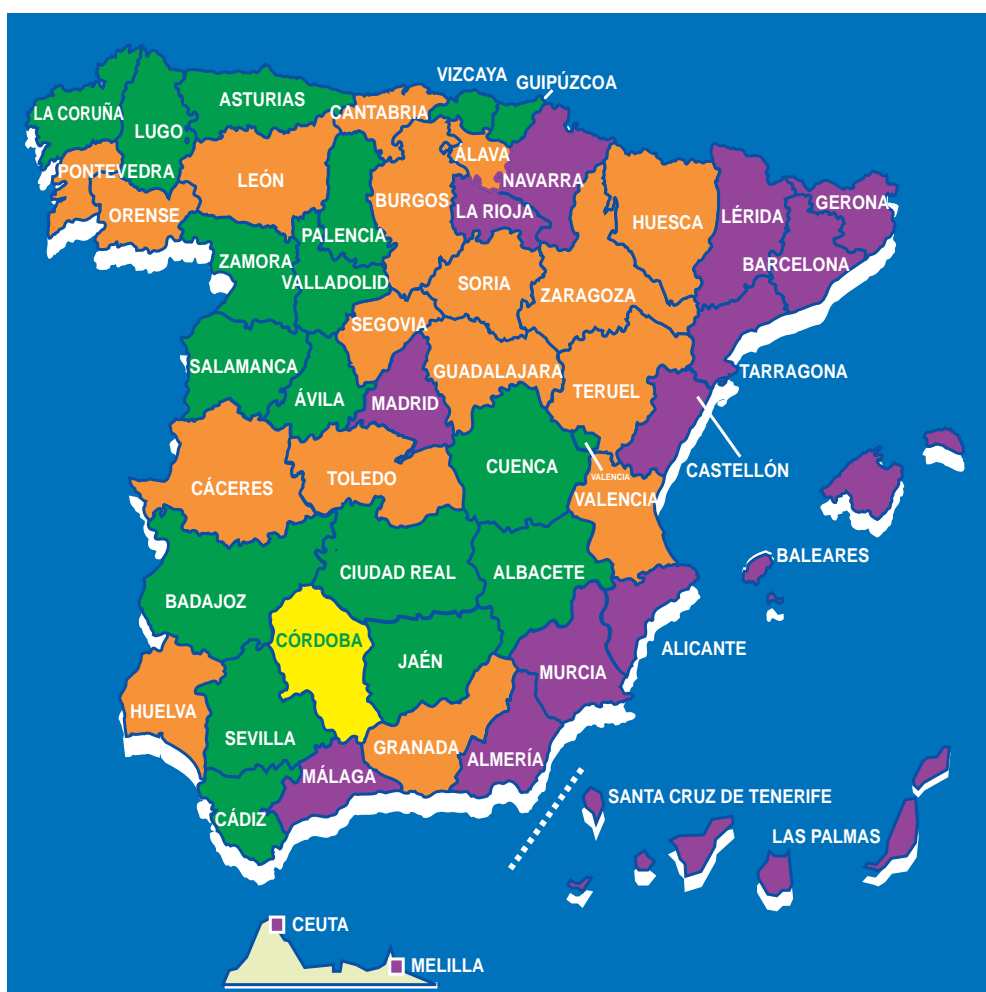 VIZCAYA
GUIPÚZCOA
ASTURIAS
CANTABRIA
LA CORUÑA
LUGO
ÁLAVA
PONTEVEDRA
LEÓN
NAVARRA
BURGOS
LA RIOJA
GERONA
ORENSE
HUESCA
LÉRIDA
PALENCIA
ZAMORA
BARCELONA
VALLADOLID
SORIA
ZARAGOZA
SEGOVIA
SALAMANCA
GUADALAJARA
TARRAGONA
TERUEL
ÁVILA
MADRID
CUENCA
CASTELLÓN
TOLEDO
VALENCIA
CÁCERES
VALENCIA
BALEARES
CIUDAD REAL
ALBACETE
BADAJOZ
CÓRDOBA
ALICANTE
JAÉN
MURCIA
HUELVA
SEVILLA
GRANADA
ALMERÍA
MÁLAGA
SANTA CRUZ DE TENERIFE
CÁDIZ
LAS PALMAS
CEUTA
MELILLA